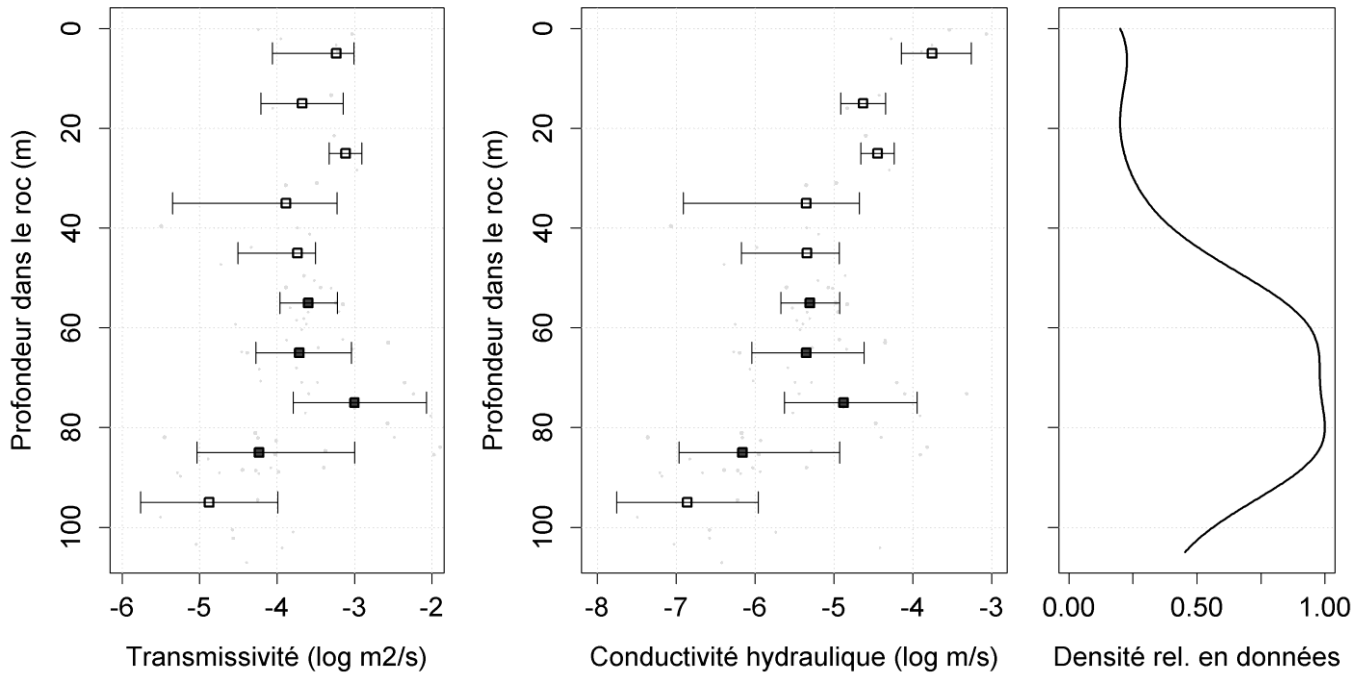 Profondeur dans le roc (m)
0
20
40
60
80
100
-6 -5 -4 -3 -2
Transmissivité (log m2/s)
Profondeur dans le roc (m)
0
20
40
60
80
100
-8 -7 -6 -5 -4 -3
Conductivité hydraulique (log m/s)
0.00 0.50 1.00
Densité rel. en données